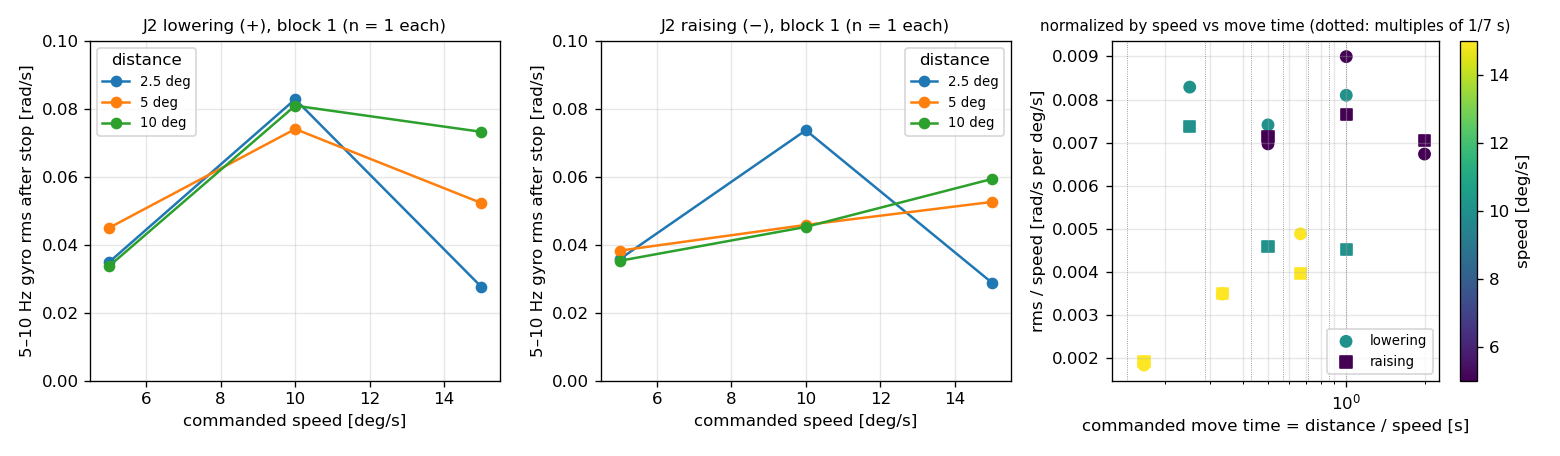 J2 lowering (+), block 1 (n = 1 each)
5–10 Hz gyro rms after stop [rad/s]
0.10
0.08
0.06
0.04
0.02
0.00
distance
2.5 deg
5 deg
10 deg
6
8
10
12
14
commanded speed [deg/s]
J2 raising (−), block 1 (n = 1 each)
5–10 Hz gyro rms after stop [rad/s]
0.10
0.08
0.06
0.04
0.02
0.00
distance
2.5 deg
5 deg
10 deg
6
8
10
12
14
commanded speed [deg/s]
normalized by speed vs move time (dotted: multiples of 1/7 s)
rms / speed [rad/s per deg/s]
0.009
0.008
0.007
0.006
0.005
0.004
0.003
0.002
lowering
raising
10⁰
commanded move time = distance / speed [s]
14
12
10
8
6
speed [deg/s]